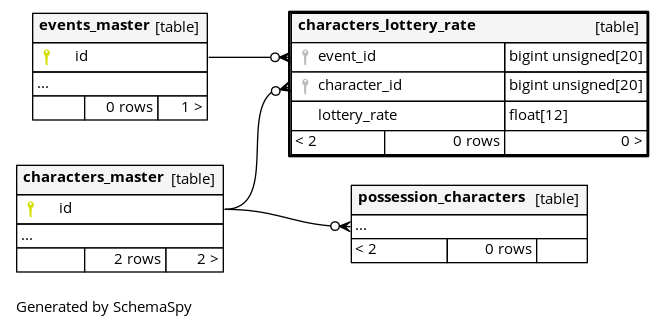 events_master [table]
id
...
0 rows 1 >
characters_lottery_rate [table]
event_id bigint unsigned[20]
character_id bigint unsigned[20]
lottery_rate float[12]
< 2 0 rows 0 >
characters_master [table]
id
...
2 rows 2 >
possession_characters [table]
...
< 2 0 rows
Generated by SchemaSpy